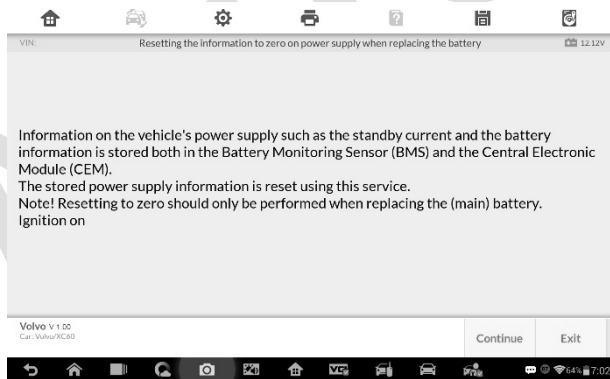 VIN:
Resetting the information to zero on power supply when replacing the battery
12.12V
Information on the vehicle's power supply such as the standby current and the battery
information is stored both in the Battery Monitoring Sensor (BMS) and the Central Electronic
Module (CEM).
The stored power supply information is reset using this service.
Note! Resetting to zero should only be performed when replacing the (main) battery.
Ignition on
Volvo V 1.00
Car: Volvo/XC60
Continue
Exit
64%
7:02